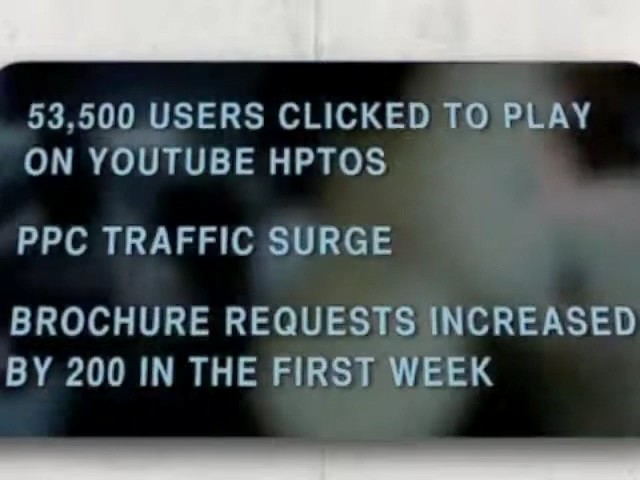 53,500 USERS CLICKED TO PLAY
ON YOUTUBE HPTOS
PPC TRAFFIC SURGE
BROCHURE REQUESTS INCREASED
BY 200 IN THE FIRST WEEK